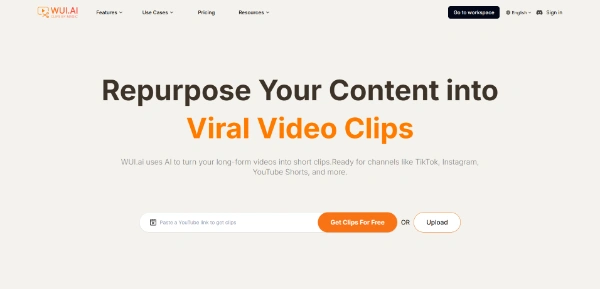 WUI.AI
Features
Use Cases
Pricing
Resources
Go to workspace
English
Sign in
Repurpose Your Content into
Viral Video Clips
WUI.ai uses AI to turn your long-form videos into short clips.Ready for channels like TikTok, Instagram,
YouTube Shorts, and more.
Paste a YouTube link to get clips
Get Clips For Free
OR
Upload